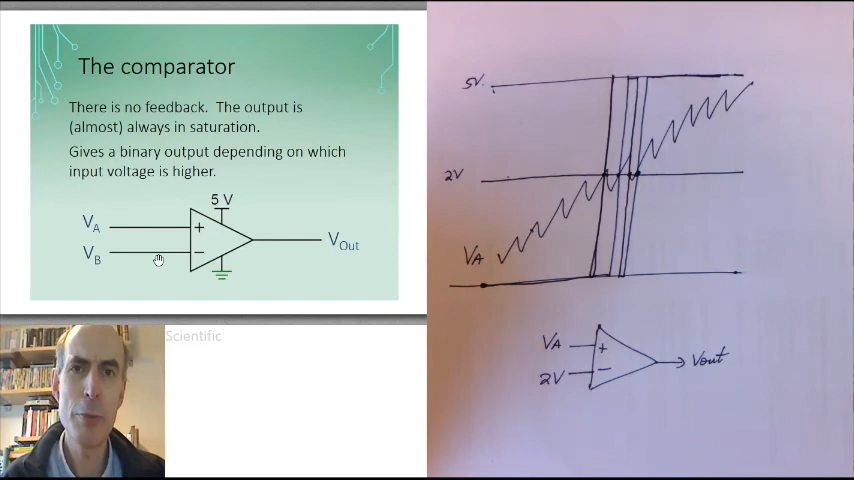 The comparator
There is no feedback. The output is
(almost) always in saturation.
Gives a binary output depending on which
input voltage is higher.
5 V
VA
+
VB
−
VOut
Scientific
5V.
2V
VA
VA
+
2V
−
Vout